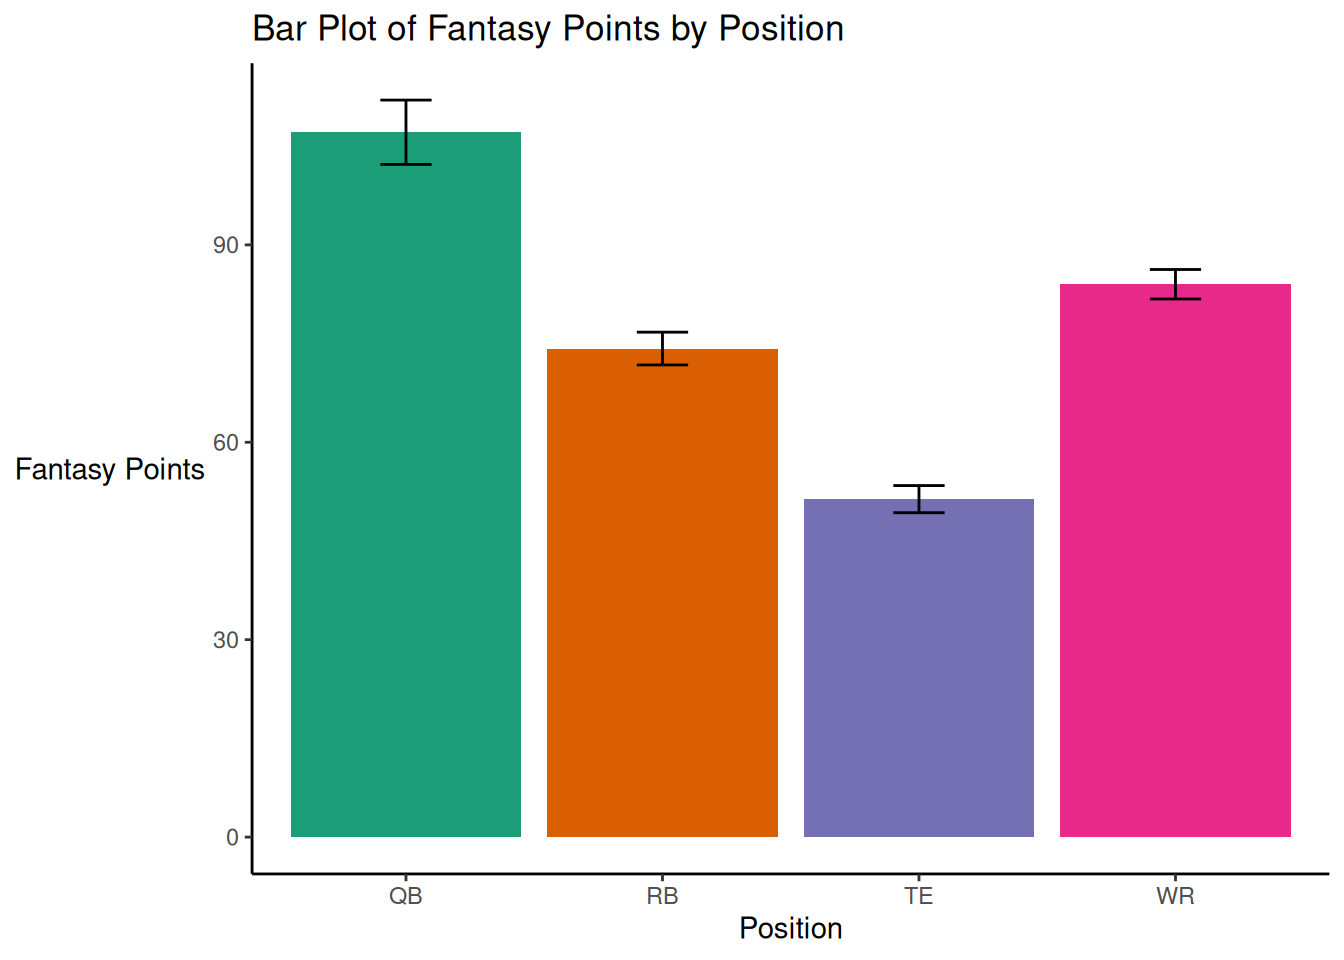 Bar Plot of Fantasy Points by Position
90
60
30
0
Fantasy Points
QB RB TE WR
Position